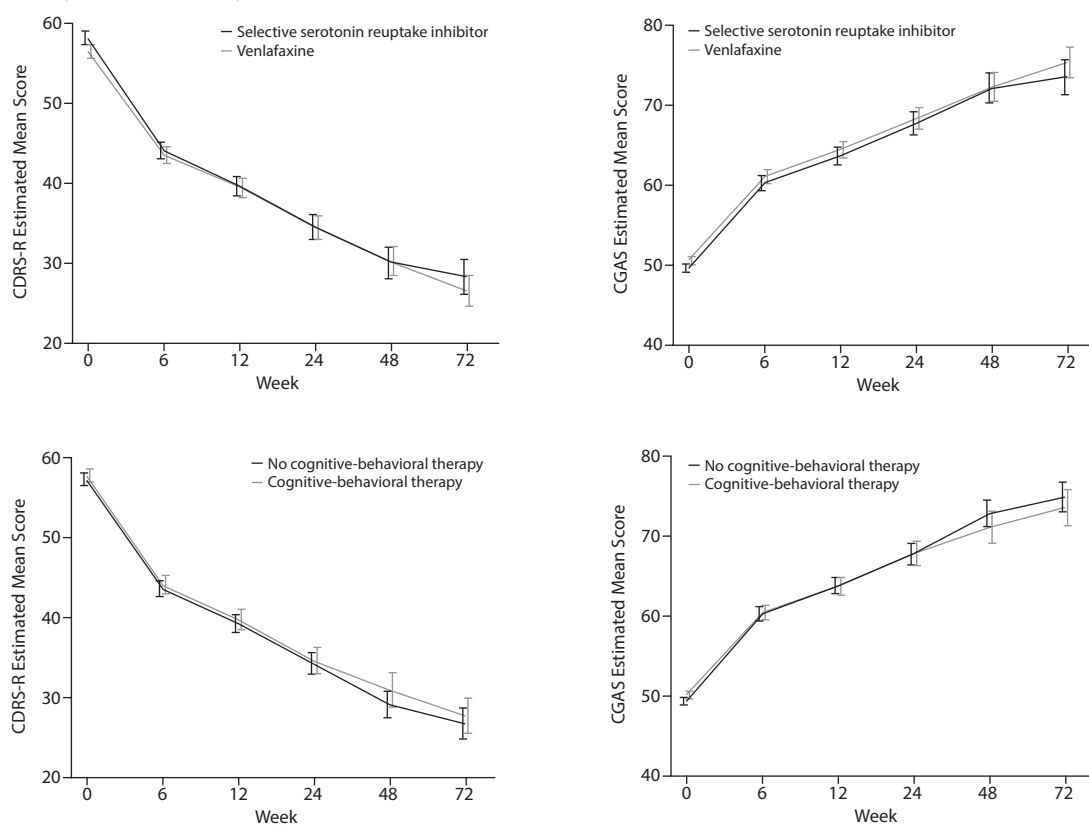 Selective serotonin reuptake inhibitor
Venlafaxine
CDRS-R Estimated Mean Score
60
50
40
30
20
0 6 12 24 48 72
Week
Selective serotonin reuptake inhibitor
Venlafaxine
CGAS Estimated Mean Score
80
70
60
50
40
0 6 12 24 48 72
Week
No cognitive-behavioral therapy
Cognitive-behavioral therapy
CDRS-R Estimated Mean Score
60
50
40
30
20
0 6 12 24 48 72
Week
No cognitive-behavioral therapy
Cognitive-behavioral therapy
CGAS Estimated Mean Score
80
70
60
50
40
0 6 12 24 48 72
Week